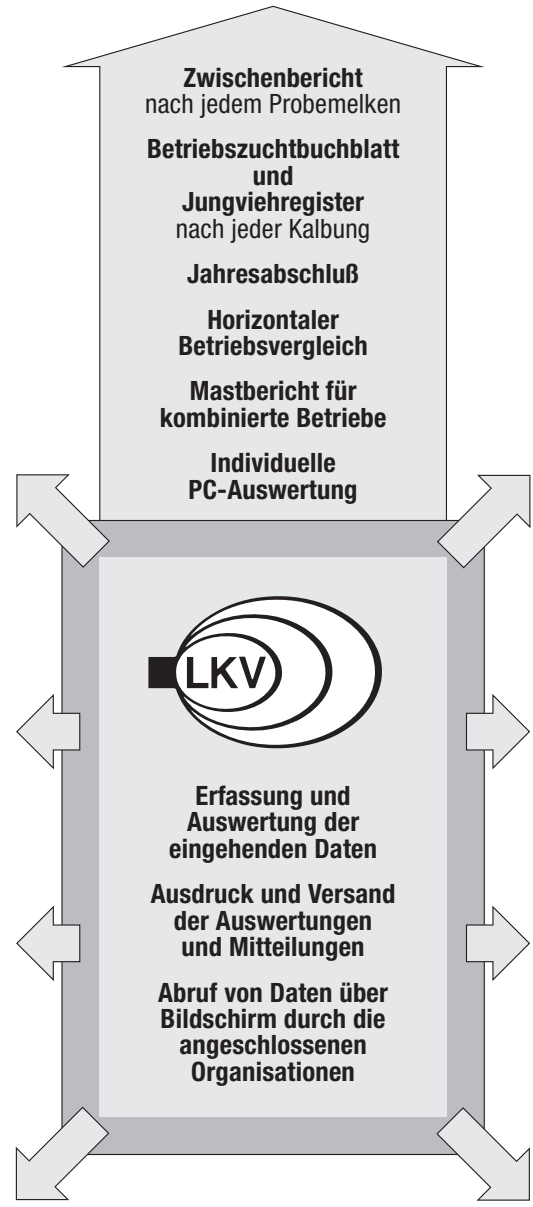 Zwischenbericht
nach jedem Probemelken
Betriebszuchtbuchblatt
und
Jungviehregister
nach jeder Kalbung
Jahresabschluß
Horizontaler
Betriebsvergleich
Mastbericht für
kombinierte Betriebe
Individuelle
PC-Auswertung
LKV
Erfassung und
Auswertung der
eingehenden Daten
Ausdruck und Versand
der Auswertungen
und Mitteilungen
Abruf von Daten über
Bildschirm durch die
angeschlossenen
Organisationen